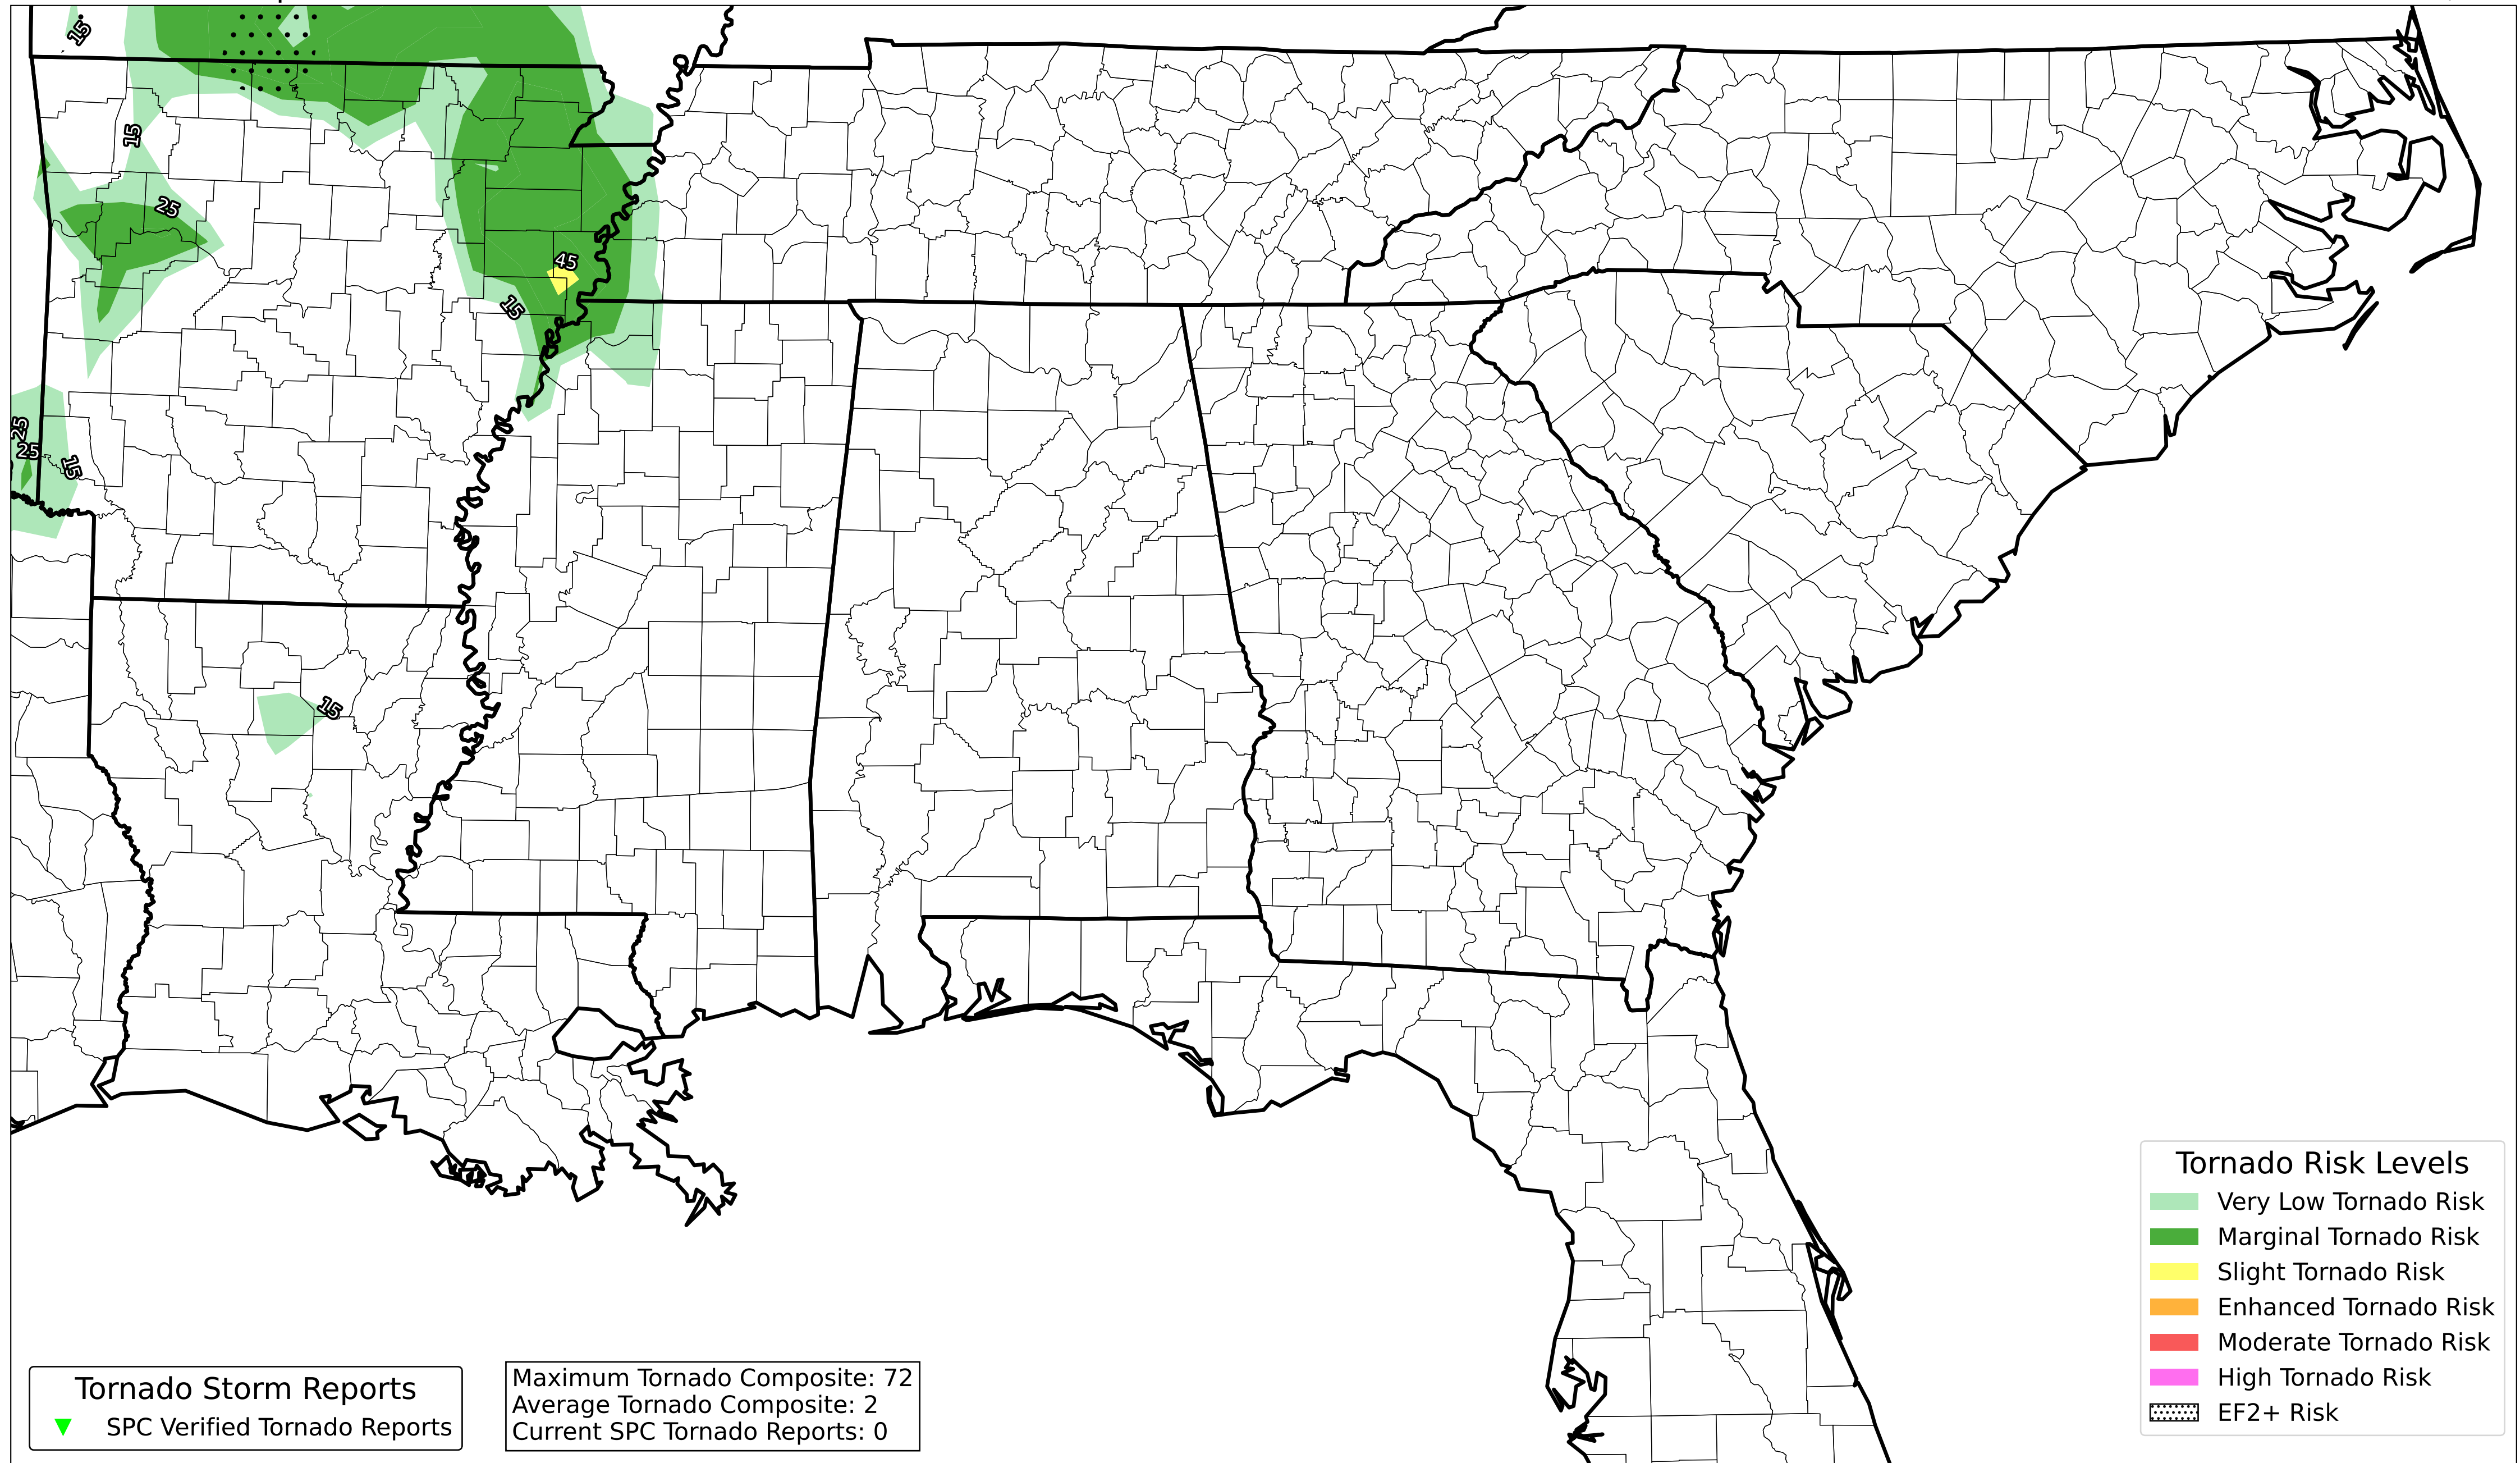 15
15
25
45
15
25
25
15
15
Tornado Risk Levels
Very Low Tornado Risk
Marginal Tornado Risk
Slight Tornado Risk
Enhanced Tornado Risk
Moderate Tornado Risk
High Tornado Risk
EF2+ Risk
Tornado Storm Reports
SPC Verified Tornado Reports
Maximum Tornado Composite: 72
Average Tornado Composite: 2
Current SPC Tornado Reports: 0